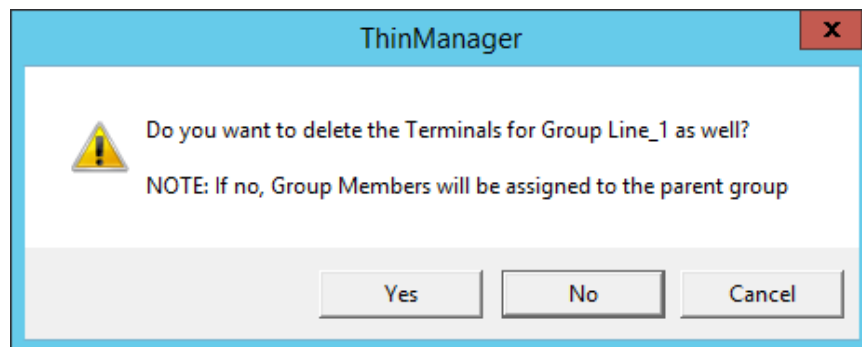 ThinManager
x
Do you want to delete the Terminals for Group Line_1 as well?
NOTE: If no, Group Members will be assigned to the parent group
Yes No Cancel